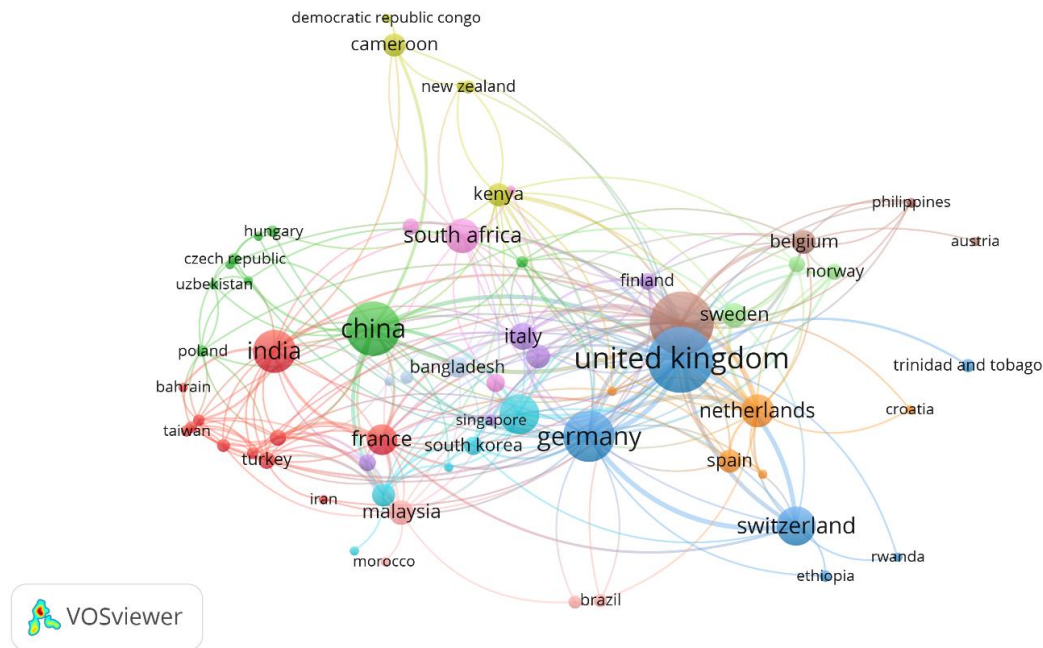 democratic republic congo
cameroon
new zealand
kenya
philippines
south africa
hungary
belgium
austria
czech republic
finland
norway
uzbekistan
sweden
china
italy
poland
india
united kingdom
bangladesh
trinidad and tobago
bahrain
netherlands
croatia
singapore
taiwan
france
germany
south korea
turkey
spain
iran
malaysia
switzerland
morocco
rwanda
ethiopia
brazil
VOSviewer